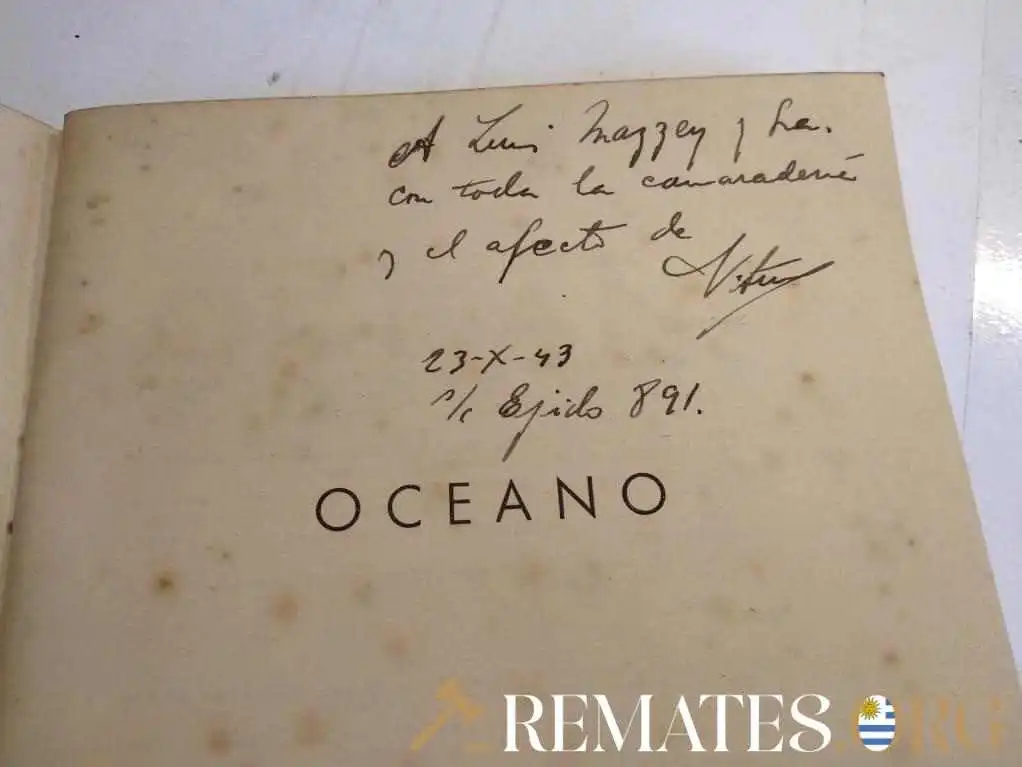 A Luis Mazzey y Sra.
con toda la camaradería
y el afecto de
23-X-43
s/c Ejido 891.
OCEANO
REMATES.ORG